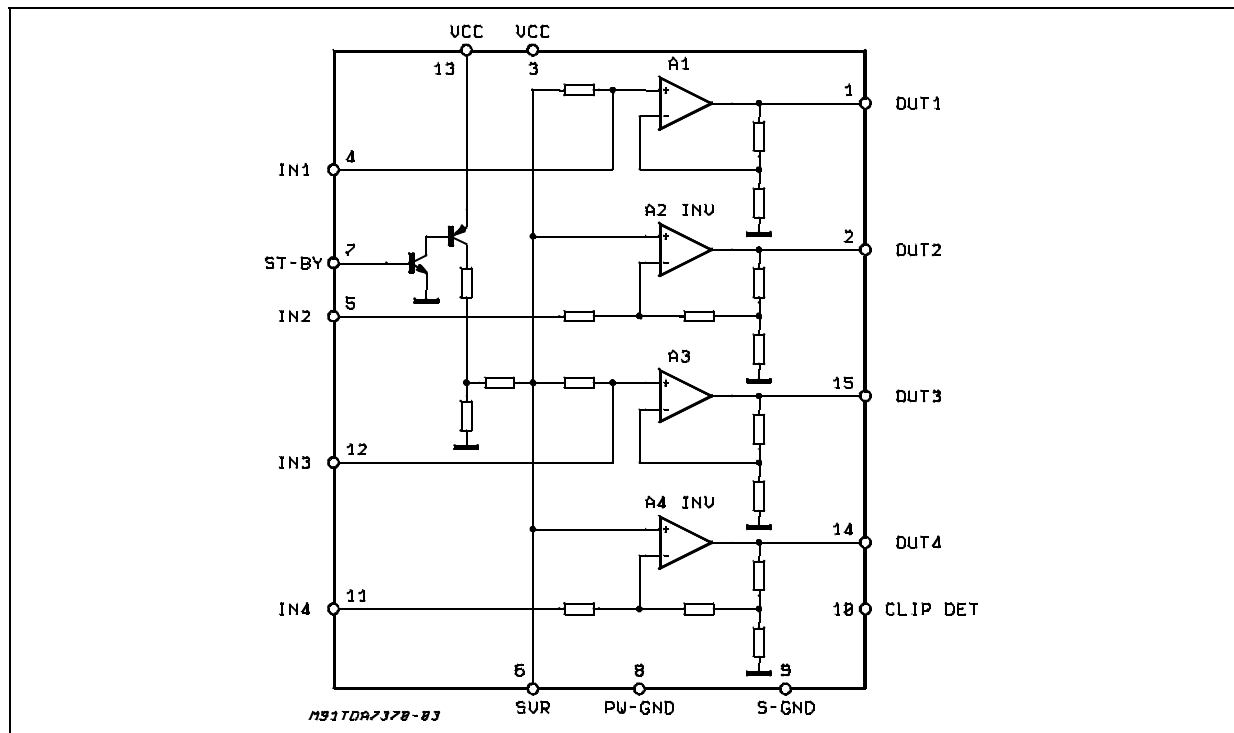 VCC VCC
13 3
A1
1 OUT1
4
IN1
A2 INV
2 OUT2
7
ST-BY
5
IN2
A3
15 OUT3
12
IN3
A4 INV
14 OUT4
11
IN4
10 CLIP DET
6 8 9
SVR PW-GND S-GND
M91TDA7370-03